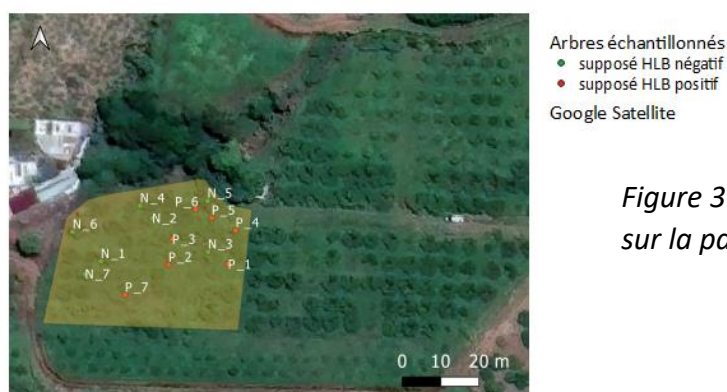 Arbres échantillonnés
supposé HLB négatif
supposé HLB positif
Google Satellite
Figure 3
sur la pa
N_5
N_4 P_6
N_2 P_5
N_6 P_4
P_3 N_3
N_1 P_2 P_1
N_7
P_7
0 10 20 m